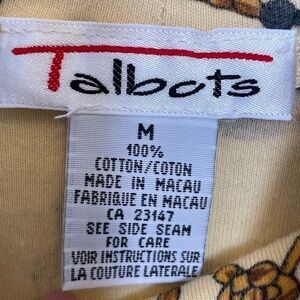 Talbots
M
100%
COTTON/COTON
MADE IN MACAU
FABRIQUE EN MACAU
CA 23147
SEE SIDE SEAM
FOR CARE
VOIR INSTRUCTIONS SUR
LA COUTURE LATERALE